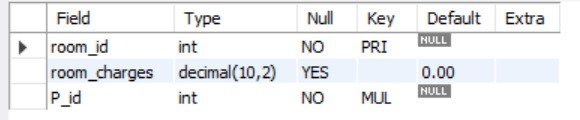 Field Type Null Key Default Extra
room_id int NO PRI NULL
room_charges decimal(10,2) YES 0.00
P_id int NO MUL NULL